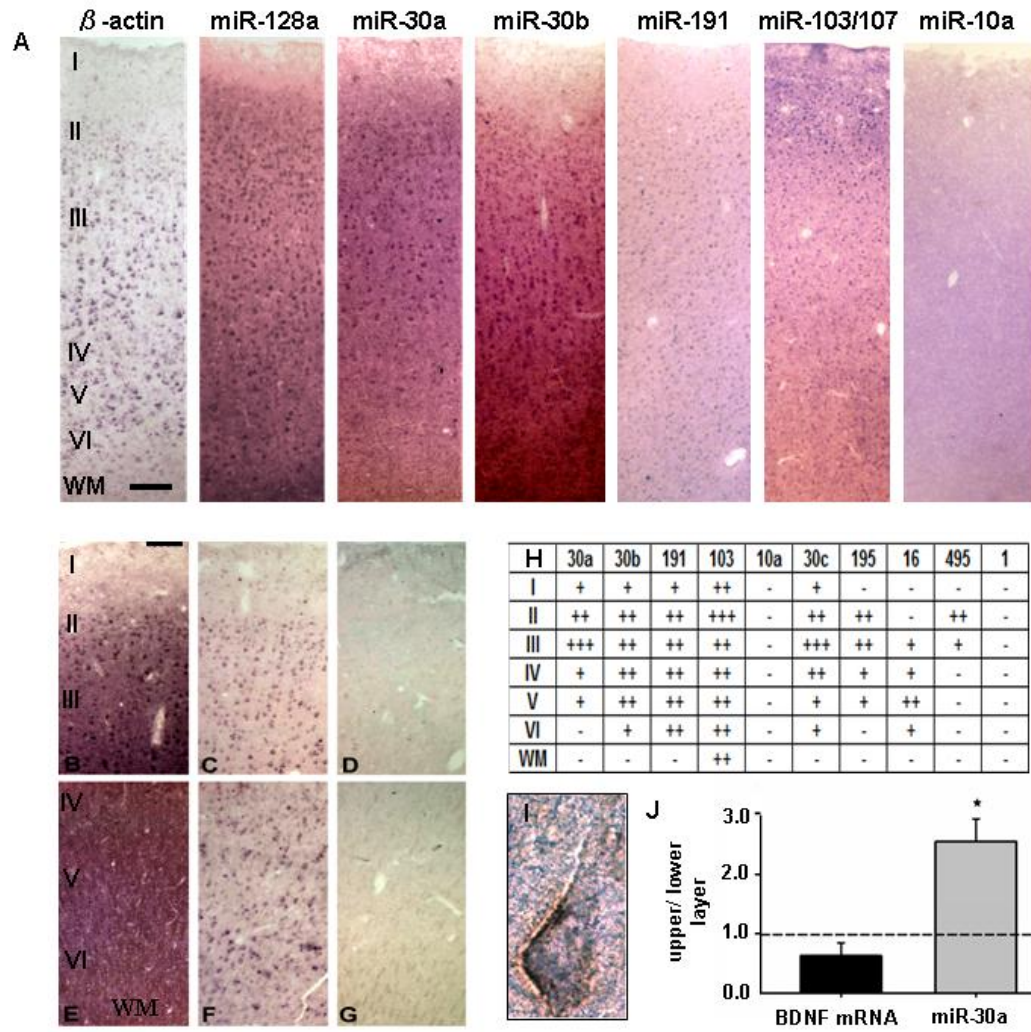 β-actin miR-128a miR-30a miR-30b miR-191 miR-103/107 miR-10a
A
I
II
III
IV
V
VI
WM
I
II
III
B C D
IV
V
VI
WM
E F G
H 30a 30b 191 103 10a 30c 195 16 495 1
I + + + ++ - + - - - -
II ++ ++ ++ +++ - ++ ++ - ++ -
III +++ ++ ++ ++ - +++ ++ + + -
IV + ++ ++ ++ - ++ + + - -
V + ++ ++ ++ - + + ++ - -
VI - + ++ ++ - + - + - -
WM - - - ++ - - - - - -
I
J
upper/ lower
layer
3.0
2.0
1.0
0.0
*
BDNF mRNA miR-30a